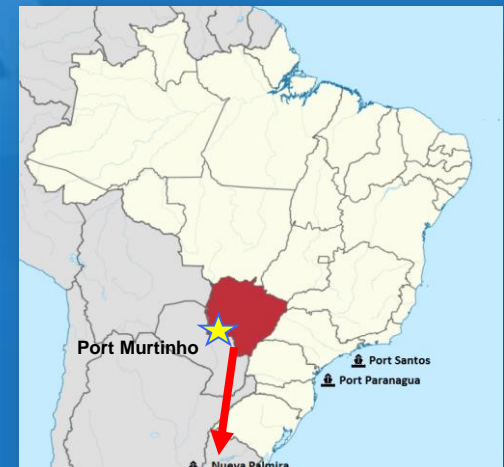 Port Murtinho
Port Santos
Port Paranagua
Nueva Palmira